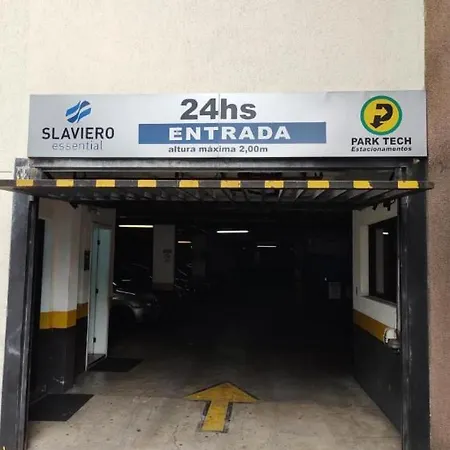 SLAVIERO
essential
24hs
ENTRADA
altura máxima 2,00m
PARK TECH
Estacionamentos